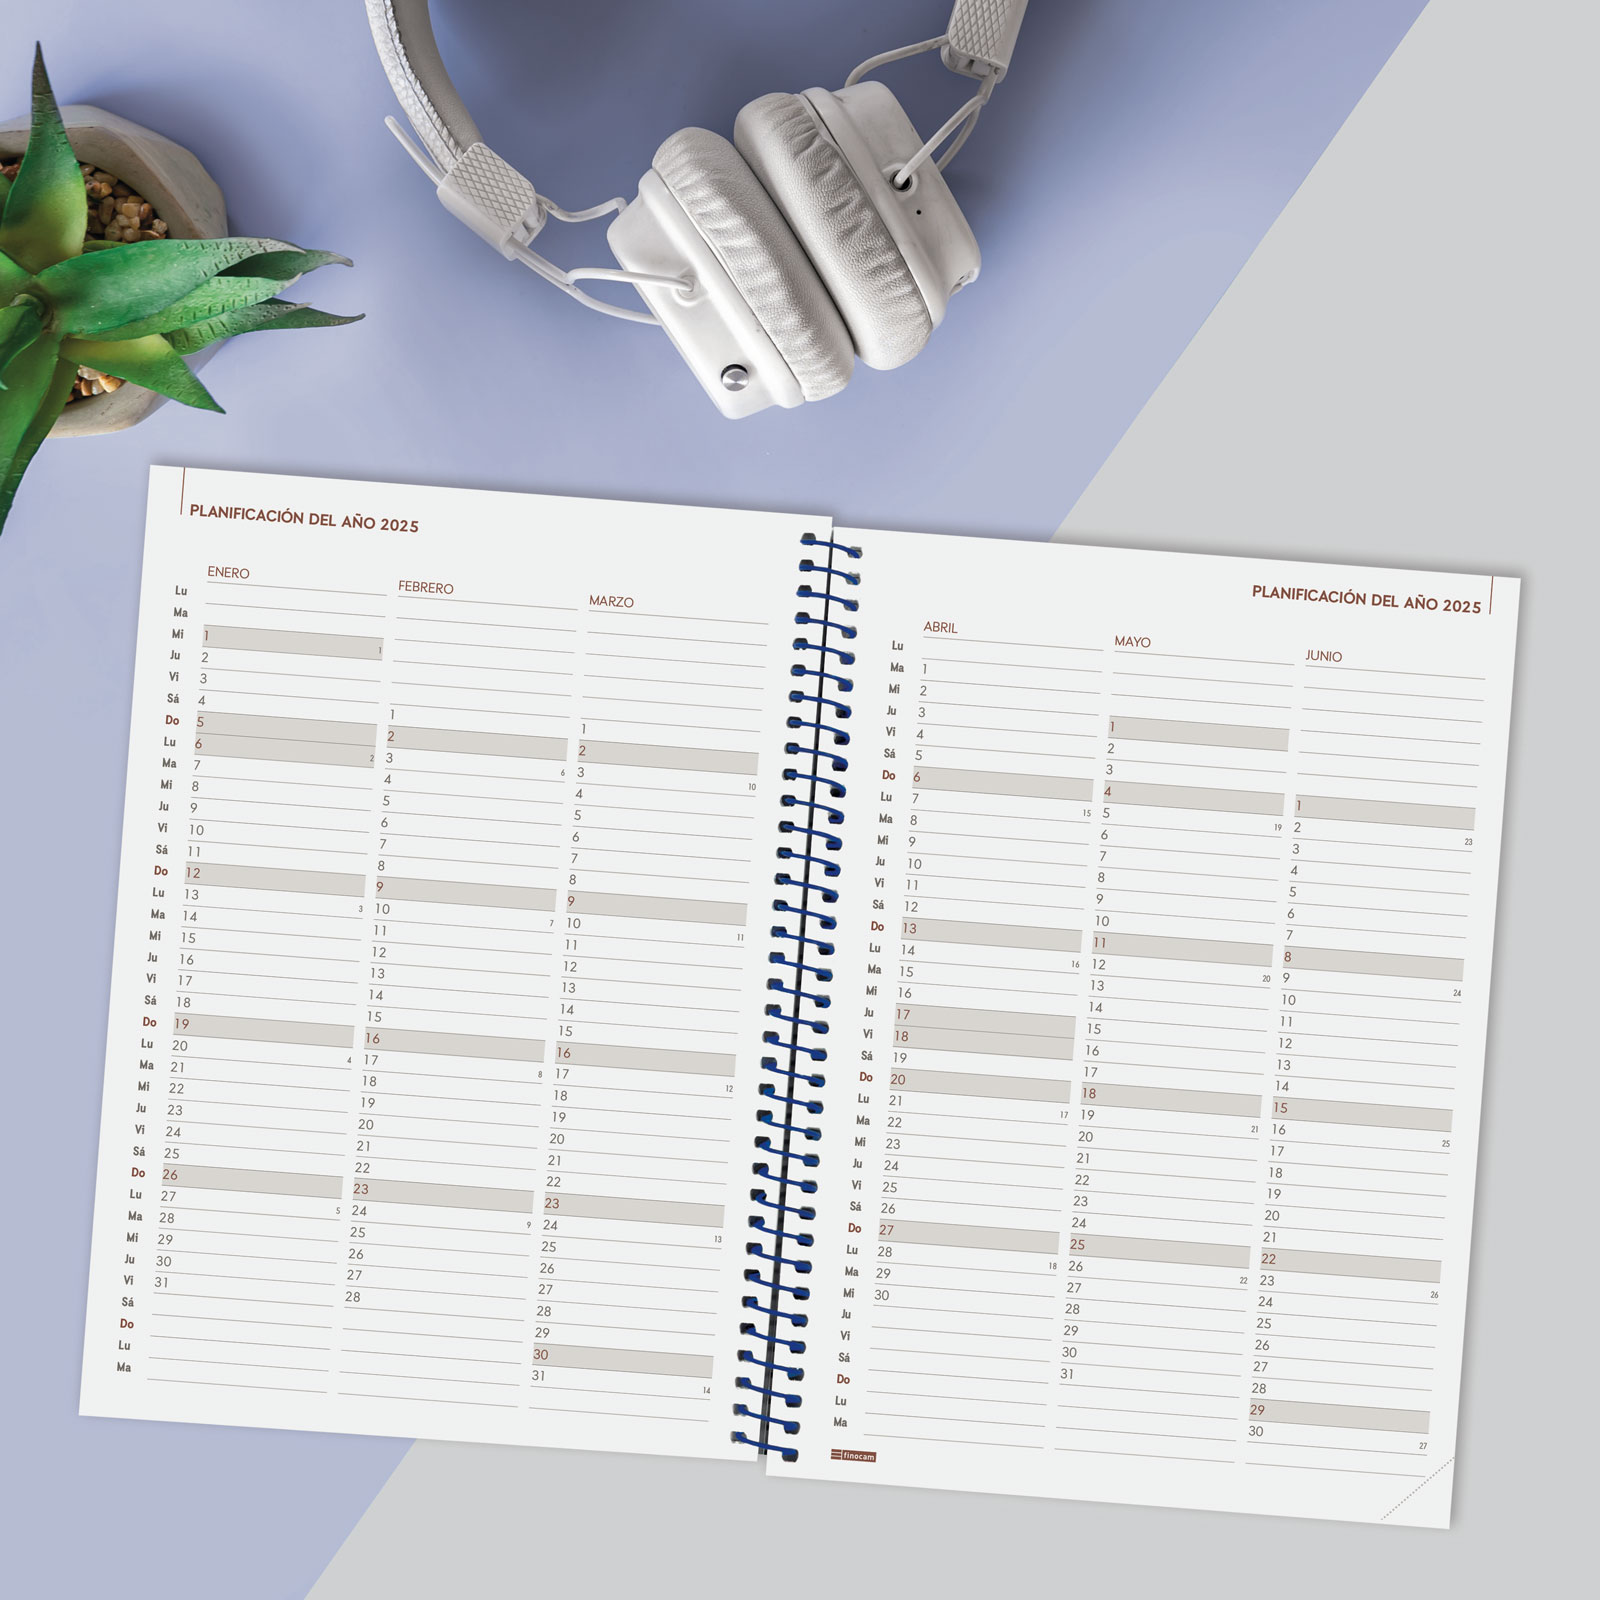 PLANIFICACIÓN DEL AÑO 2025
ENERO FEBRERO MARZO
Lu
Ma
Mi 1 1
Ju 2
Vi 3
Sá 4 1 1
Do 5 2 2
Lu 6 2 3 6 3 10
Ma 7 4 4
Mi 8 5 5
Ju 9 6 6
Vi 10 7 7
Sá 11 8 8
Do 12 9 9
Lu 13 3 10 7 10 11
Ma 14 11 11
Mi 15 12 12
Ju 16 13 13
Vi 17 14 14
Sá 18 15 15
Do 19 16 16
Lu 20 4 17 8 17 12
Ma 21 18 18
Mi 22 19 19
Ju 23 20 20
Vi 24 21 21
Sá 25 22 22
Do 26 23 23
Lu 27 5 24 9 24 13
Ma 28 25 25
Mi 29 26 26
Ju 30 27 27
Vi 31 28 28
Sá 29
Do 30
Lu 31 14
Ma
PLANIFICACIÓN DEL AÑO 2025
ABRIL MAYO JUNIO
Lu
Ma 1
Mi 2
Ju 3 1
Vi 4 2
Sá 5 3
Do 6 4 1
Lu 7 15 5 19 2 23
Ma 8 6 3
Mi 9 7 4
Ju 10 8 5
Vi 11 9 6
Sá 12 10 7
Do 13 11 8
Lu 14 16 12 20 9 24
Ma 15 13 10
Mi 16 14 11
Ju 17 15 12
Vi 18 16 13
Sá 19 17 14
Do 20 18 15
Lu 21 17 19 21 16 25
Ma 22 20 17
Mi 23 21 18
Ju 24 22 19
Vi 25 23 20
Sá 26 24 21
Do 27 25 22
Lu 28 18 26 22 23 26
Ma 29 27 24
Mi 30 28 25
Ju 29 26
Vi 30 27
Sá 31 28
Do 29
Lu 30 27
Ma
finocam